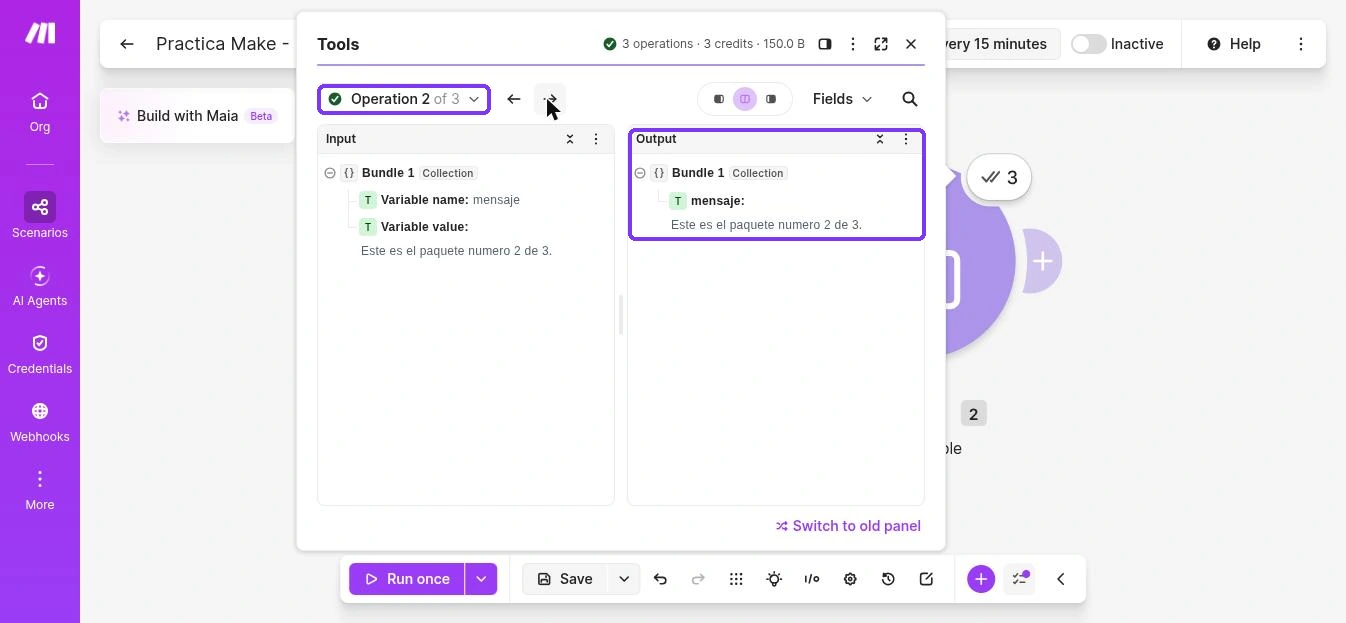 Practica Make -
Tools
3 operations · 3 credits · 150.0 B
very 15 minutes
Inactive
Help
Build with Maia Beta
Operation 2 of 3
Fields
Input
Output
Bundle 1 Collection
Variable name: mensaje
Variable value:
Este es el paquete numero 2 de 3.
Bundle 1 Collection
mensaje:
Este es el paquete numero 2 de 3.
3
2
Switch to old panel
Run once
Save
Org
Scenarios
AI Agents
Credentials
Webhooks
More